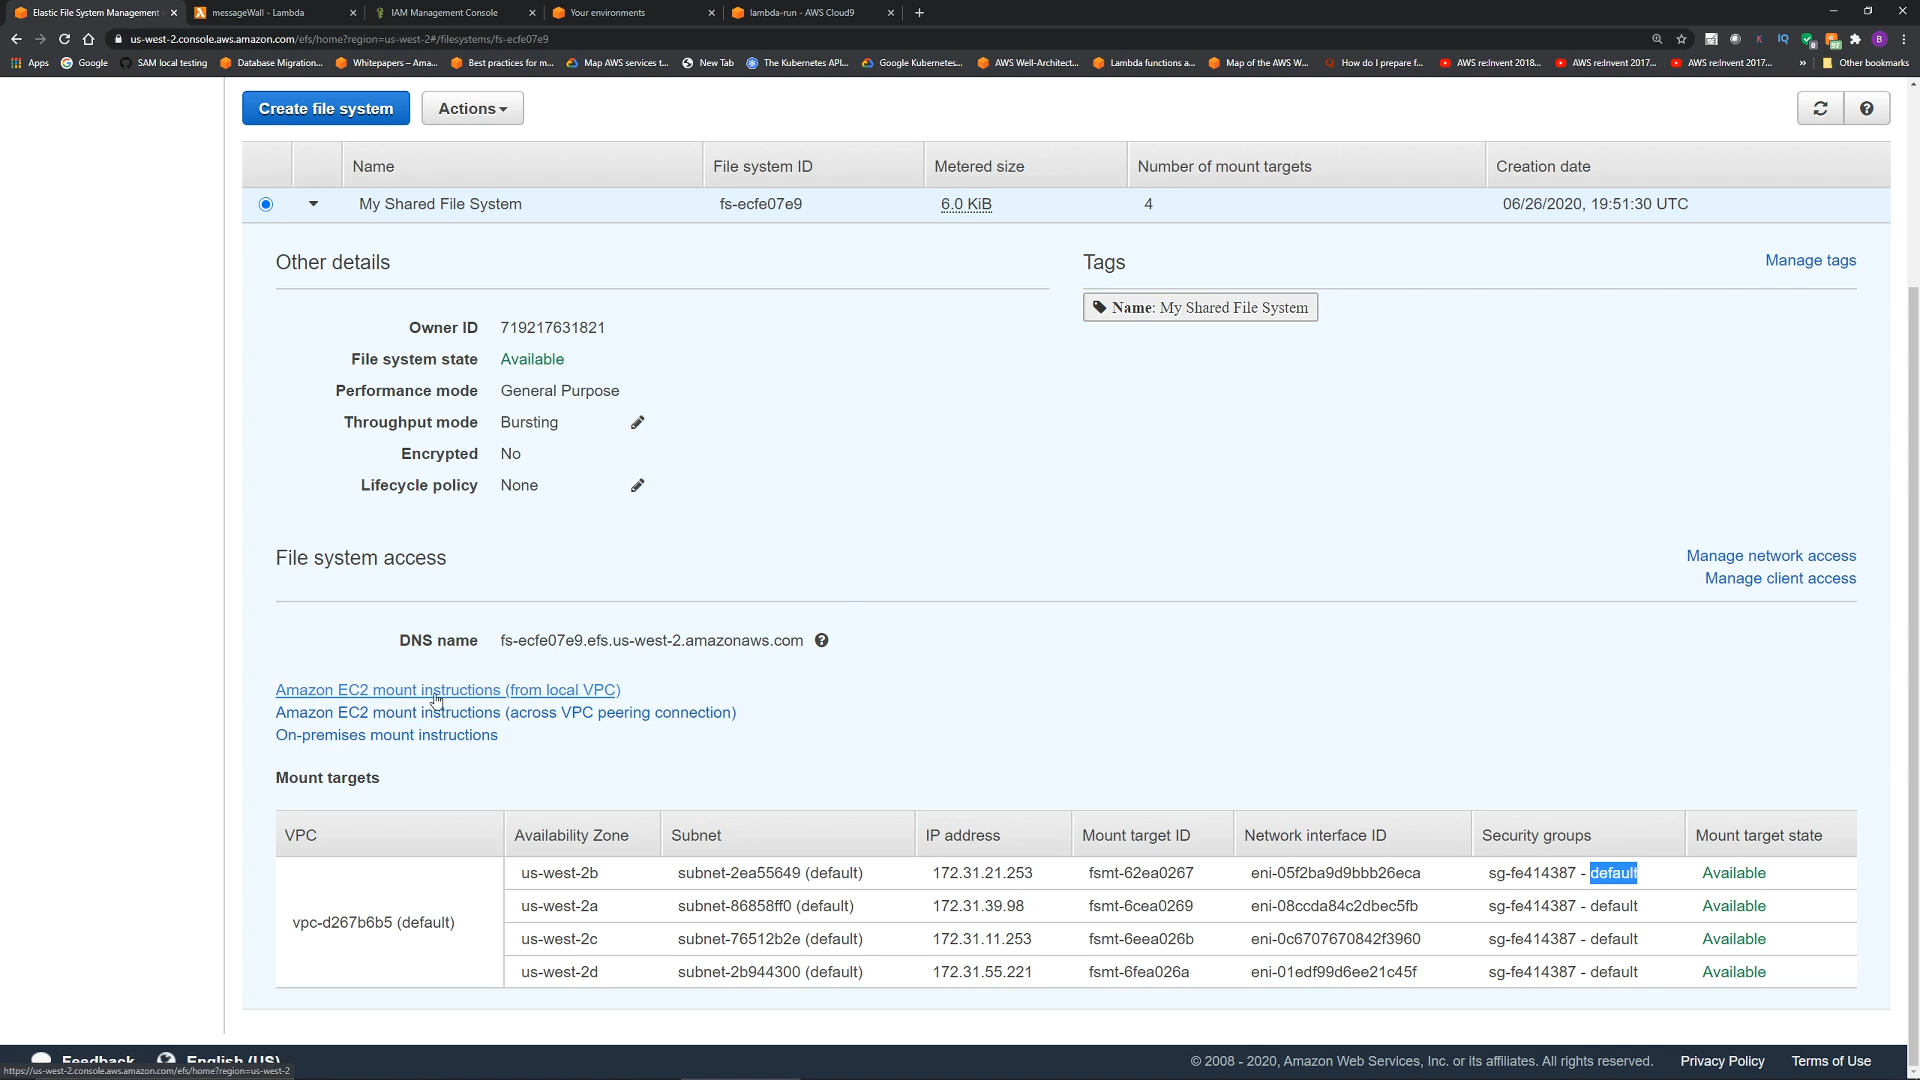 Elastic File System Management
messageWall - Lambda
IAM Management Console
Your environments
lambda-run - AWS Cloud9
us-west-2.console.aws.amazon.com/efs/home?region=us-west-2#/filesystems/fs-ecfe07e9
Apps Google SAM local testing Database Migration... Whitepapers – Ama... Best practices for m... Map AWS services t... New Tab The Kubernetes API... Google Kubernetes... AWS Well-Architect... Lambda functions a... Map of the AWS W... How do I prepare f... AWS re:Invent 2018... AWS re:Invent 2017... AWS re:Invent 2017... » Other bookmarks
Create file system Actions
Name File system ID Metered size Number of mount targets Creation date
My Shared File System fs-ecfe07e9 6.0 KiB 4 06/26/2020, 19:51:30 UTC
Other details
Tags Manage tags
Name: My Shared File System
Owner ID 719217631821
File system state Available
Performance mode General Purpose
Throughput mode Bursting
Encrypted No
Lifecycle policy None
File system access
Manage network access
Manage client access
DNS name fs-ecfe07e9.efs.us-west-2.amazonaws.com
Amazon EC2 mount instructions (from local VPC)
Amazon EC2 mount instructions (across VPC peering connection)
On-premises mount instructions
Mount targets
VPC Availability Zone Subnet IP address Mount target ID Network interface ID Security groups Mount target state
us-west-2b subnet-2ea55649 (default) 172.31.21.253 fsmt-62ea0267 eni-05f2ba9d9bbb26eca sg-fe414387 - default Available
us-west-2a subnet-86858ff0 (default) 172.31.39.98 fsmt-6cea0269 eni-08ccda84c2dbec5fb sg-fe414387 - default Available
vpc-d267b6b5 (default)
us-west-2c subnet-76512b2e (default) 172.31.11.253 fsmt-6eea026b eni-0c6707670842f3960 sg-fe414387 - default Available
us-west-2d subnet-2b944300 (default) 172.31.55.221 fsmt-6fea026a eni-01edf99d6ee21c45f sg-fe414387 - default Available
Feedback English (US)
© 2008 - 2020, Amazon Web Services, Inc. or its affiliates. All rights reserved. Privacy Policy Terms of Use
https://us-west-2.console.aws.amazon.com/efs/home?region=us-west-2